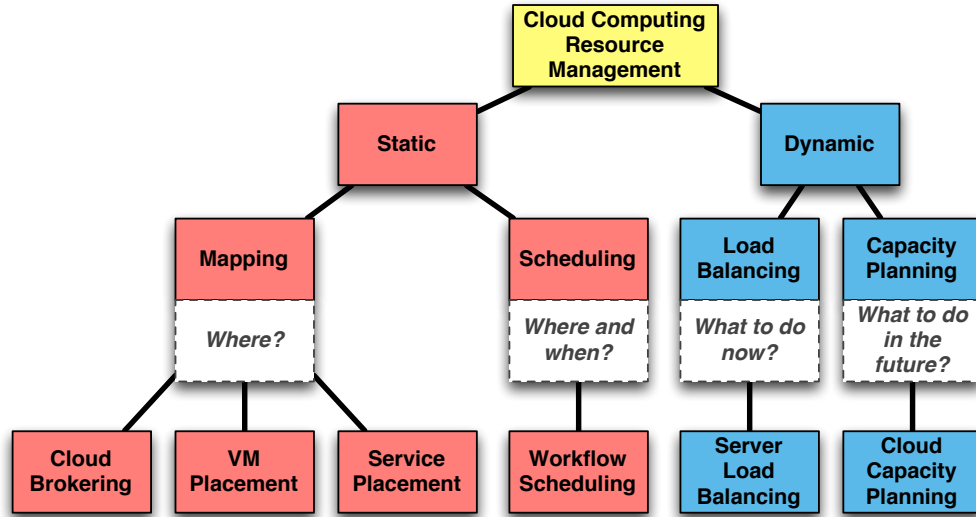 Cloud Computing
Resource
Management
Static
Dynamic
Mapping
Scheduling
Load
Balancing
Capacity
Planning
Where?
Where and
when?
What to do
now?
What to do
in the
future?
Cloud
Brokering
VM
Placement
Service
Placement
Workflow
Scheduling
Server
Load
Balancing
Cloud
Capacity
Planning